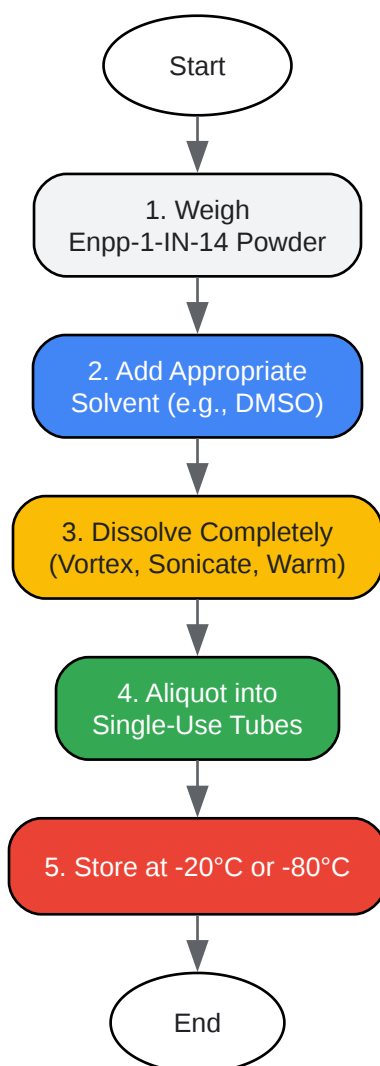 Start
1. Weigh
Enpp-1-IN-14 Powder
2. Add Appropriate
Solvent (e.g., DMSO)
3. Dissolve Completely
(Vortex, Sonicate, Warm)
4. Aliquot into
Single-Use Tubes
5. Store at -20°C or -80°C
End